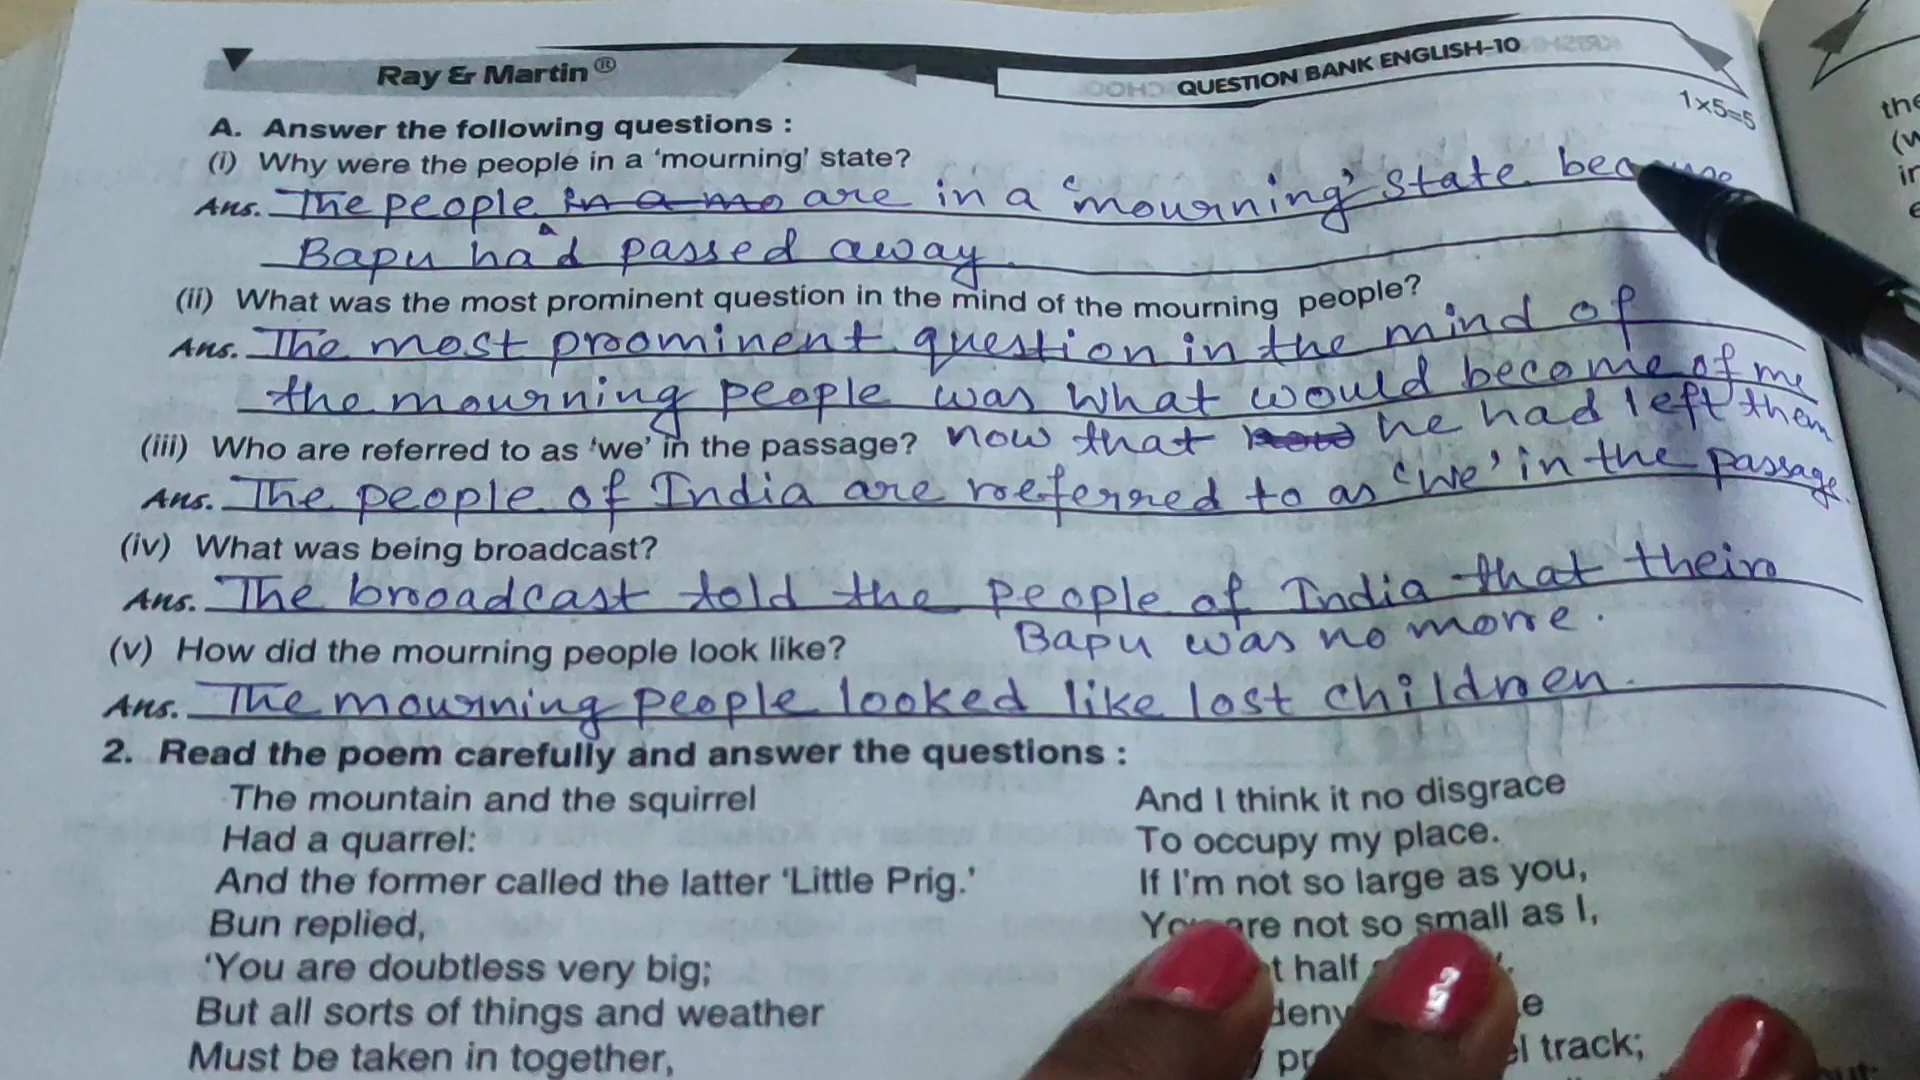 Ray & Martin®
QUESTION BANK ENGLISH-10
1×5=5
A. Answer the following questions :
(i) Why were the people in a 'mourning' state?
Ans. The people in a mo are in a 'mourning' state
Bapu had passed away.
(ii) What was the most prominent question in the mind of the mourning people?
Ans. The most prominent question in the mind of
the mourning people was what would become of me
now that he had left them
(iii) Who are referred to as 'we' in the passage?
Ans. The people of India are referred to as 'we' in the passage.
(iv) What was being broadcast?
Ans. The broadcast told the people of India that their
Bapu was no more.
(v) How did the mourning people look like?
Ans. The mourning people looked like lost children.
2. Read the poem carefully and answer the questions :
The mountain and the squirrel
Had a quarrel:
And the former called the latter 'Little Prig.'
Bun replied,
'You are doubtless very big;
But all sorts of things and weather
Must be taken in together,
And I think it no disgrace
To occupy my place.
If I'm not so large as you,
are not so small as I,
half
deny
track;
the